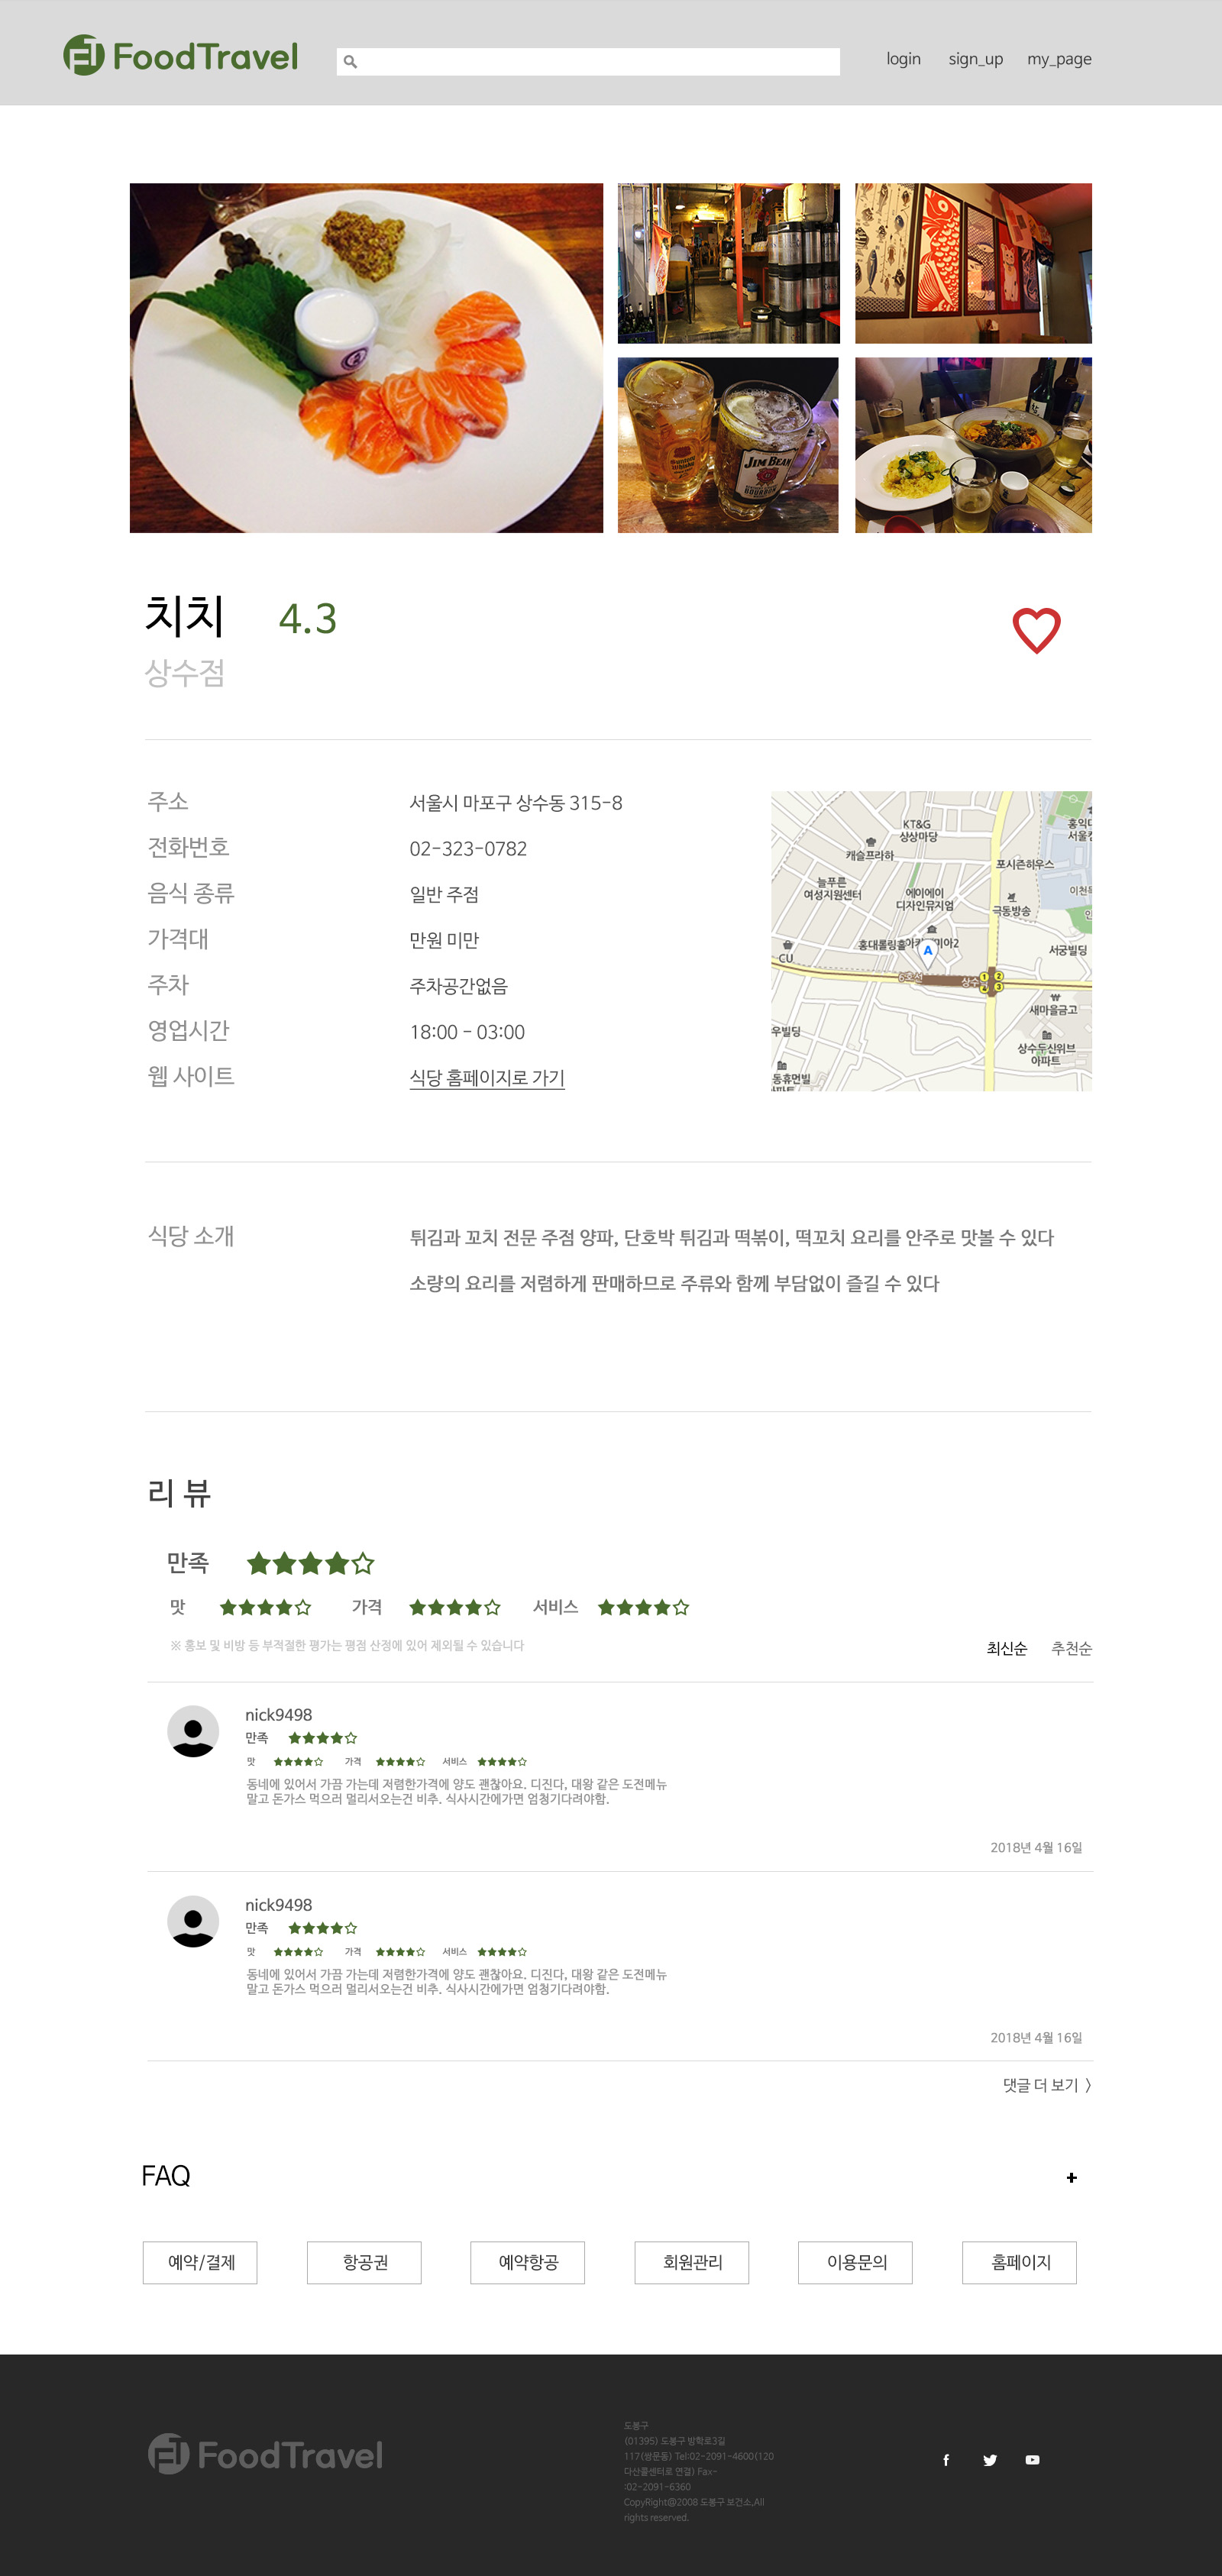 FoodTravel
login sign_up my_page
JIM BEAM
BOURBON
치치 4.3
상수점
주소 서울시 마포구 상수동 315-8
전화번호 02-323-0782
음식 종류 일반 주점
가격대 만원 미만
주차 주차공간없음
영업시간 18:00 - 03:00
웹 사이트 식당 홈페이지로 가기
KT&G
상상마당
캐슬프라하
포시즌하우스
늘푸른
여성지원센터
에이에이
디자인뮤지엄
극동방송
홍대롤링홀
A
CU
서궁빌딩
1 2
4 3
새마을금고
우빌딩
상수두산위브
아파트
식당 소개 튀김과 꼬치 전문 주점 양파, 단호박 튀김과 떡볶이, 떡꼬치 요리를 안주로 맛볼 수 있다
소량의 요리를 저렴하게 판매하므로 주류와 함께 부담없이 즐길 수 있다
리 뷰
만족 ★★★★☆
맛 ★★★★☆ 가격 ★★★★☆ 서비스 ★★★★☆
※ 홍보 및 비방 등 부적절한 평가는 평점 산정에 있어 제외될 수 있습니다
최신순 추천순
nick9498
만족 ★★★★☆
맛 ★★★★☆ 가격 ★★★★☆ 서비스 ★★★★☆
동네에 있어서 가끔 가는데 저렴한가격에 양도 괜찮아요. 디진다, 대왕 같은 도전메뉴
말고 돈가스 먹으러 멀리서오는건 비추. 식사시간에가면 엄청기다려야함.
2018년 4월 16일
nick9498
만족 ★★★★☆
맛 ★★★★☆ 가격 ★★★★☆ 서비스 ★★★★☆
동네에 있어서 가끔 가는데 저렴한가격에 양도 괜찮아요. 디진다, 대왕 같은 도전메뉴
말고 돈가스 먹으러 멀리서오는건 비추. 식사시간에가면 엄청기다려야함.
2018년 4월 16일
댓글 더 보기 >
FAQ +
예약/결제 항공권 예약항공 회원관리 이용문의 홈페이지
FoodTravel
도봉구
(01395) 도봉구 방학로3길
117(쌍문동) Tel:02-2091-4600(120
다산콜센터로 연결) Fax-
:02-2091-6360
CopyRight@2008 도봉구 보건소,All
rights reserved.